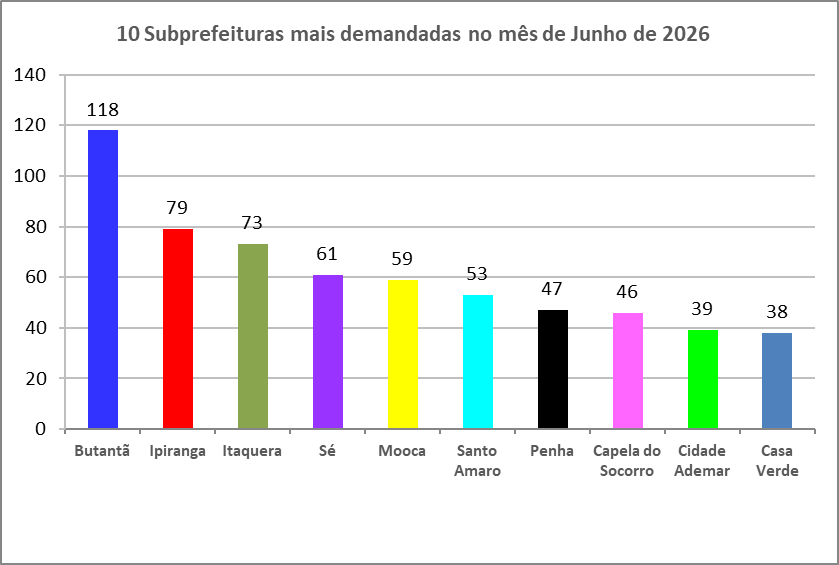 10 Subprefeituras mais demandadas no mês de Junho de 2026
140
120
100
80
60
40
20
0
118
79
73
61
59
53
47
46
39
38
Butantã
Ipiranga
Itaquera
Sé
Mooca
Santo
Amaro
Penha
Capela do
Socorro
Cidade
Ademar
Casa
Verde